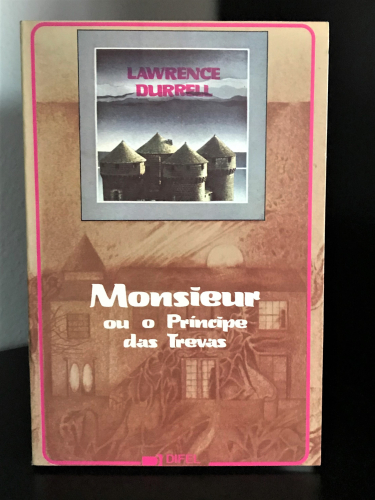 LAWRENCE
DURRELL
Monsieur
ou o Príncipe
das Trevas
DIFEL